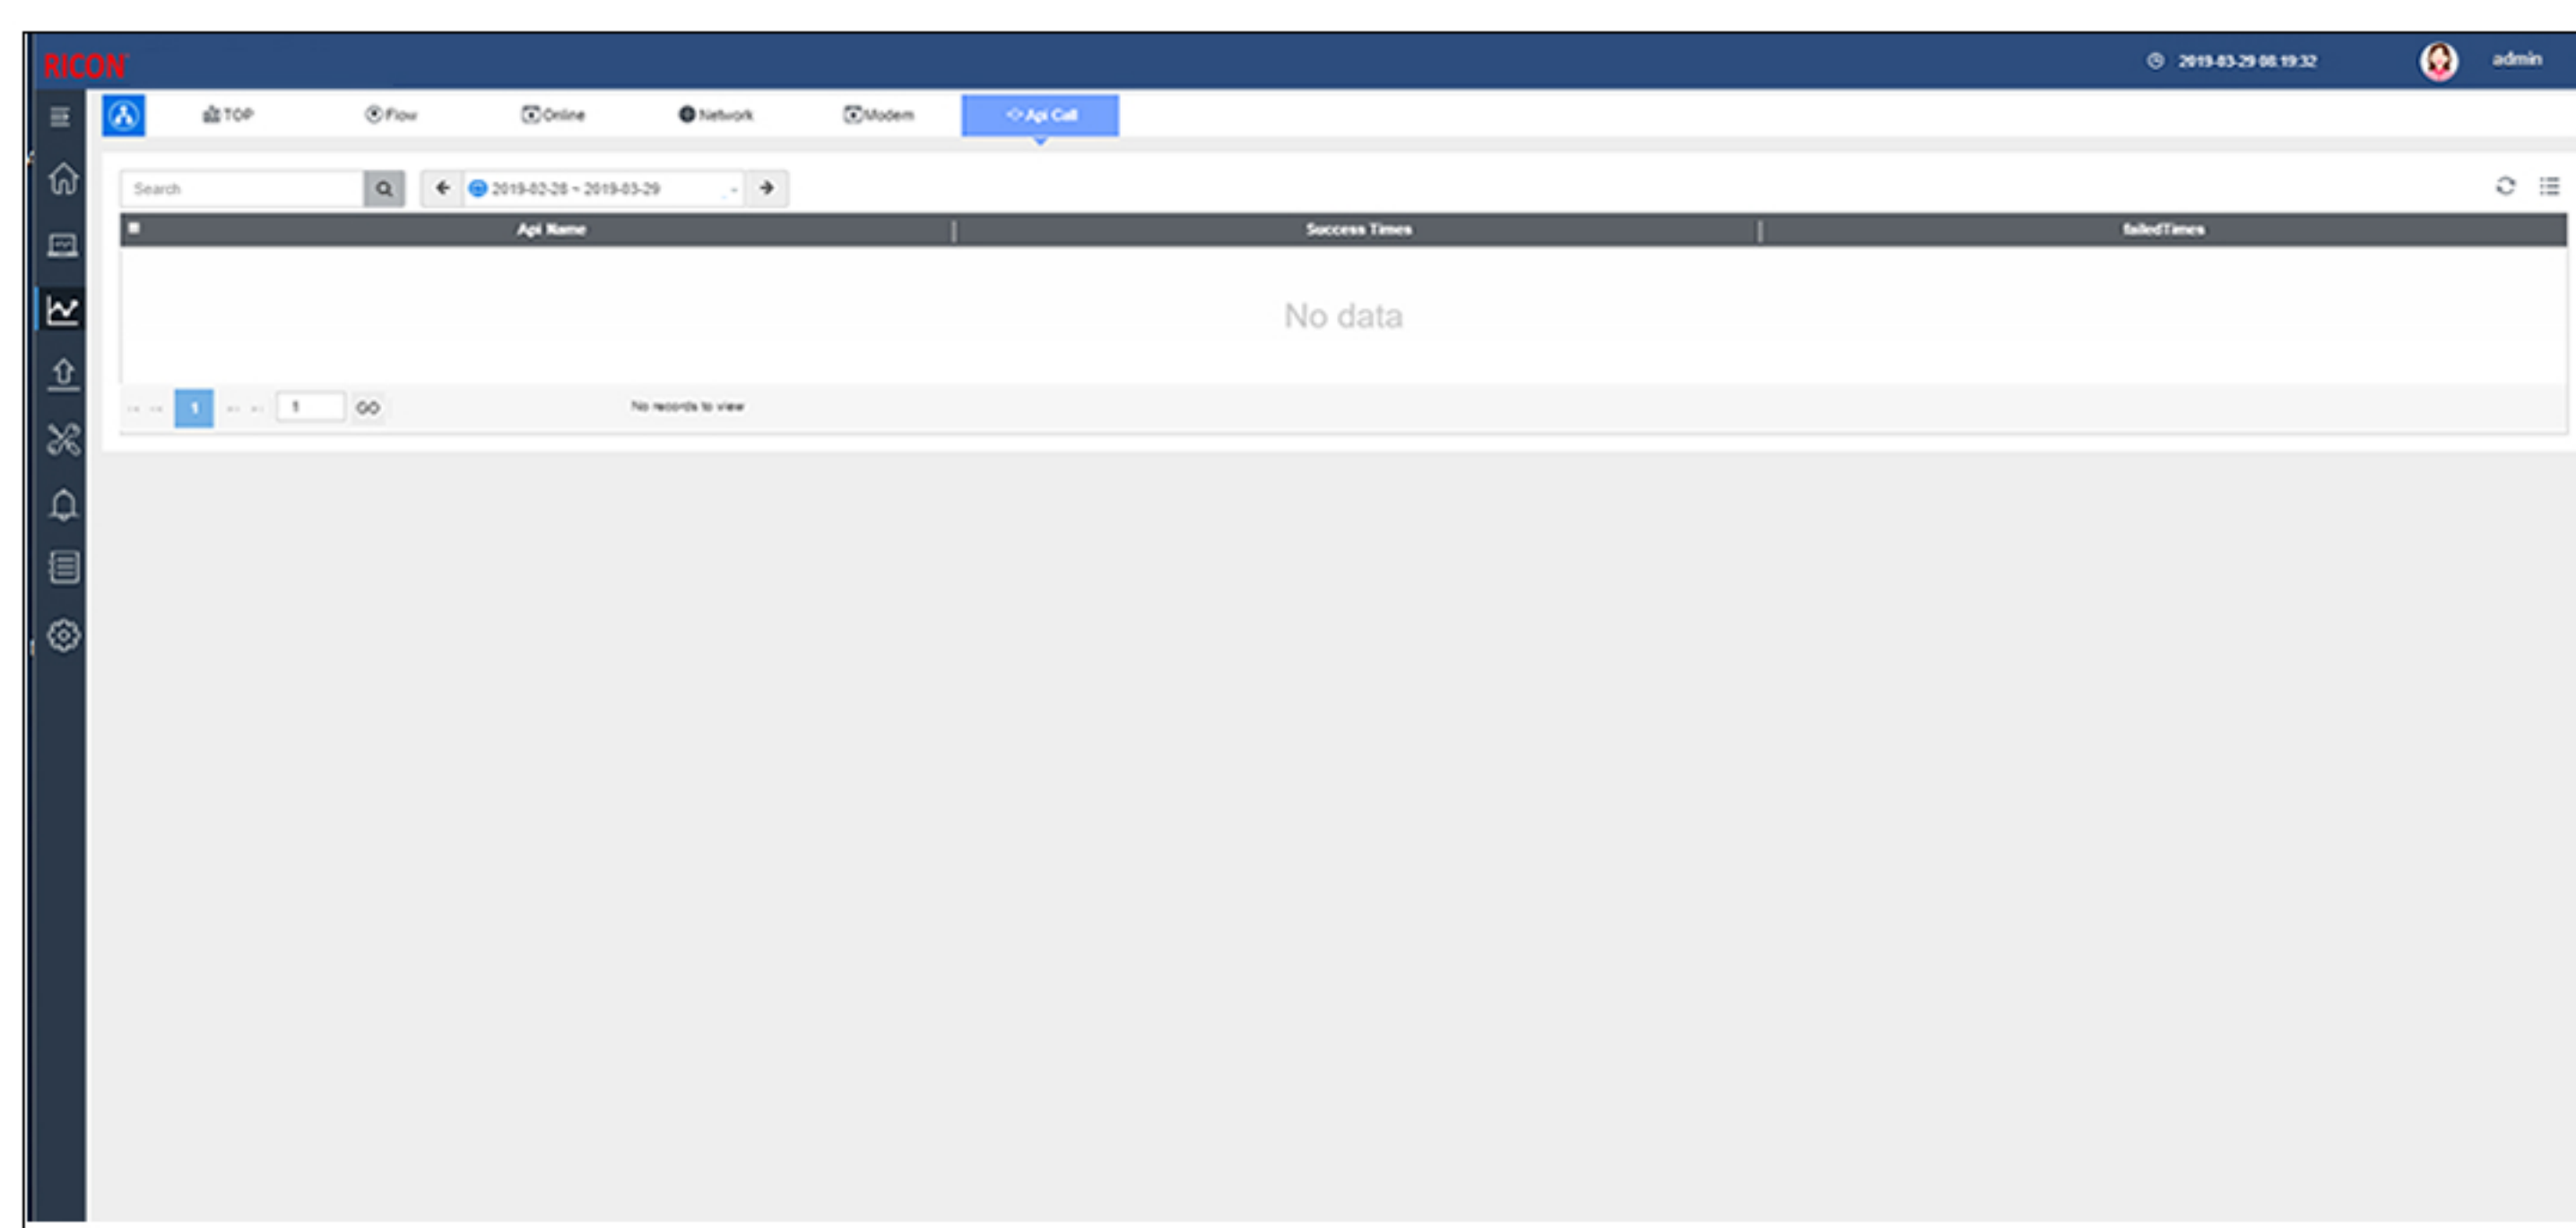 RICON
2019-03-29 08:19:32 admin
TOP Flow Online Network Modem Api Call
Search 2019-02-28 ~ 2019-03-29
Api Name Success Times failedTimes
No data
1 1 GO No records to view